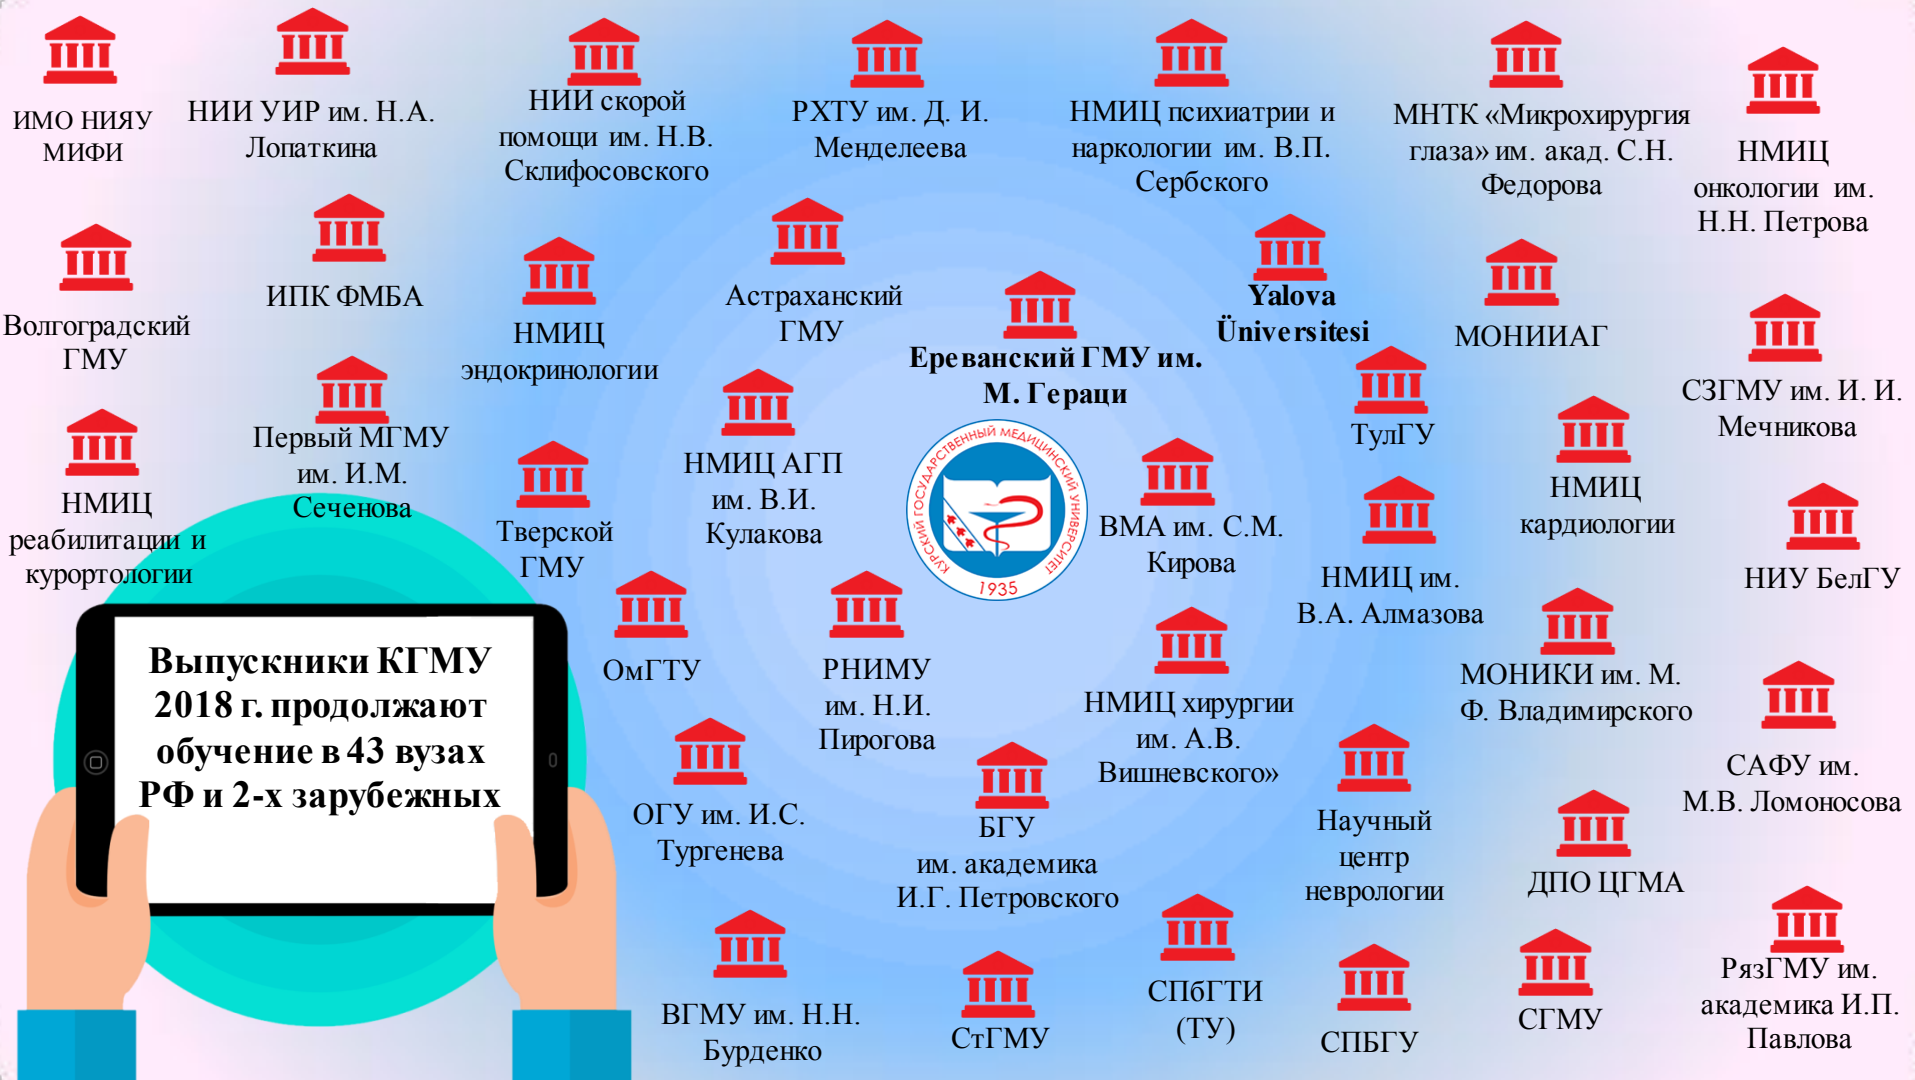 ИМО НИЯУ
МИФИ
НИИ УИР им. Н.А.
Лопаткина
НИИ скорой
помощи им. Н.В.
Склифосовского
РХТУ им. Д. И.
Менделеева
НМИЦ психиатрии и
наркологии им. В.П.
Сербского
МНТК «Микрохирургия
глаза» им. акад. С.Н.
Федорова
НМИЦ
онкологии им.
Н.Н. Петрова
Волгоградский
ГМУ
ИПК ФМБА
НМИЦ
эндокринологии
Астраханский
ГМУ
Ереванский ГМУ им.
М. Гераци
Yalova
Üniversitesi
МОНИИАГ
СЗГМУ им. И. И.
Мечникова
НМИЦ
реабилитации и
курортологии
Первый МГМУ
им. И.М.
Сеченова
Тверской
ГМУ
НМИЦ АГП
им. В.И.
Кулакова
КУРСКИЙ ГОСУДАРСТВЕННЫЙ МЕДИЦИНСКИЙ УНИВЕРСИТЕТ
1935
ВМА им. С.М.
Кирова
ТулГУ
НМИЦ
кардиологии
НМИЦ им.
В.А. Алмазова
НИУ БелГУ
Выпускники КГМУ
2018 г. продолжают
обучение в 43 вузах
РФ и 2-х зарубежных
ОмГТУ
РНИМУ
им. Н.И.
Пирогова
НМИЦ хирургии
им. А.В.
Вишневского»
МОНИКИ им. М.
Ф. Владимирского
САФУ им.
М.В. Ломоносова
ОГУ им. И.С.
Тургенева
БГУ
им. академика
И.Г. Петровского
Научный
центр
неврологии
ДПО ЦГМА
ВГМУ им. Н.Н.
Бурденко
СтГМУ
СПбГТИ
(ТУ)
СПБГУ
СГМУ
РязГМУ им.
академика И.П.
Павлова